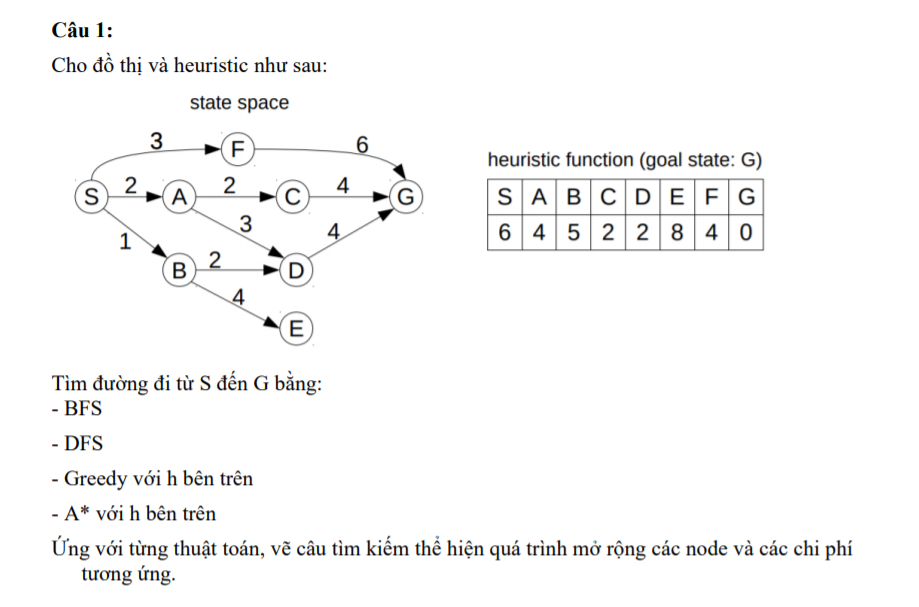 Câu 1:
Cho đồ thị và heuristic như sau:
state space
3
F
6
heuristic function (goal state: G)
S
2
A
2
C
4
G
S A B C D E F G
3
4
6 4 5 2 2 8 4 0
1
B
2
D
4
E
Tìm đường đi từ S đến G bằng:
- BFS
- DFS
- Greedy với h bên trên
- A* với h bên trên
Ứng với từng thuật toán, vẽ câu tìm kiếm thể hiện quá trình mở rộng các node và các chi phí
tương ứng.